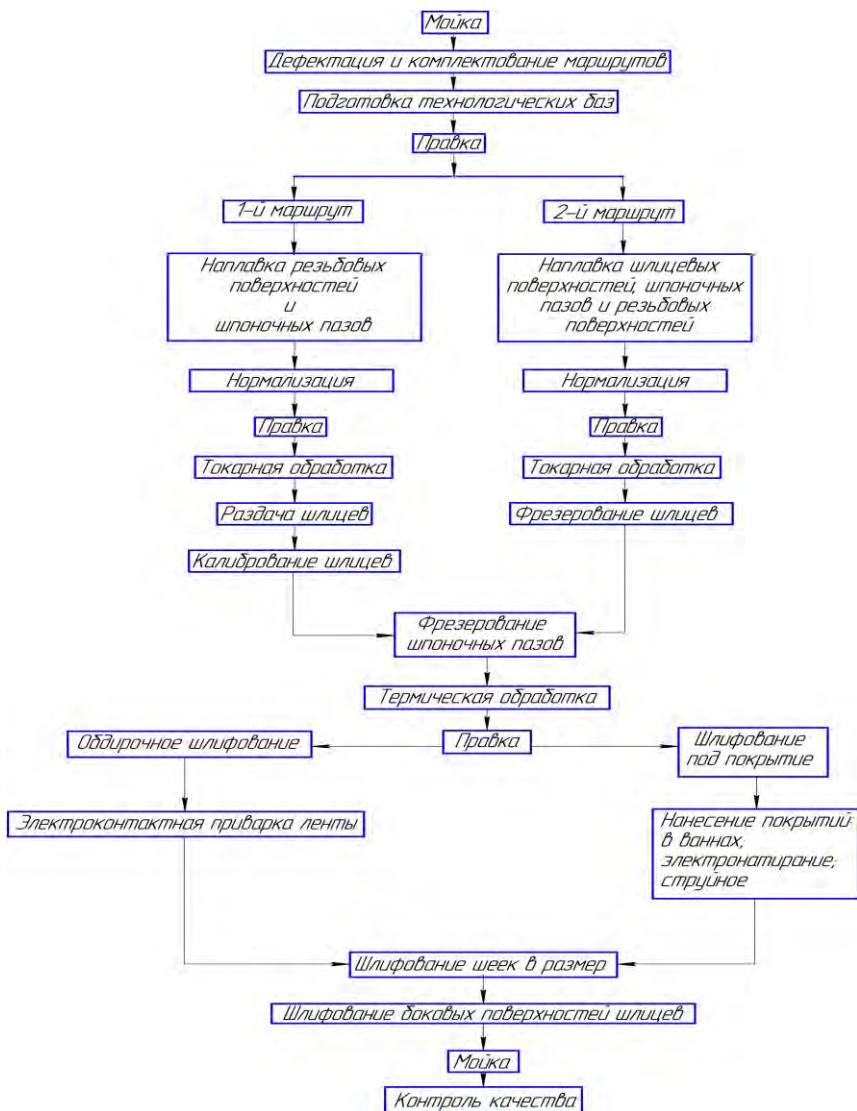 Мойка
Дефектация и комплектование маршрутов
Подготовка технологических баз
Правка
1-й маршрут
2-й маршрут
Наплавка резьбовых
поверхностей
и
шпоночных пазов
Наплавка шлицевых
поверхностей, шпоночных
пазов и резьбовых
поверхностей
Нормализация
Нормализация
Правка
Правка
Токарная обработка
Токарная обработка
Раздача шлицев
Фрезерование шлицев
Калибрование шлицев
Фрезерование
шпоночных пазов
Термическая обработка
Обдирочное шлифование
Правка
Шлифование
под покрытие
Электроконтактная приварка ленты
Нанесение покрытий:
в ваннах;
электронатирание;
струйное
Шлифование шеек в размер
Шлифование боковых поверхностей шлицев
Мойка
Контроль качества